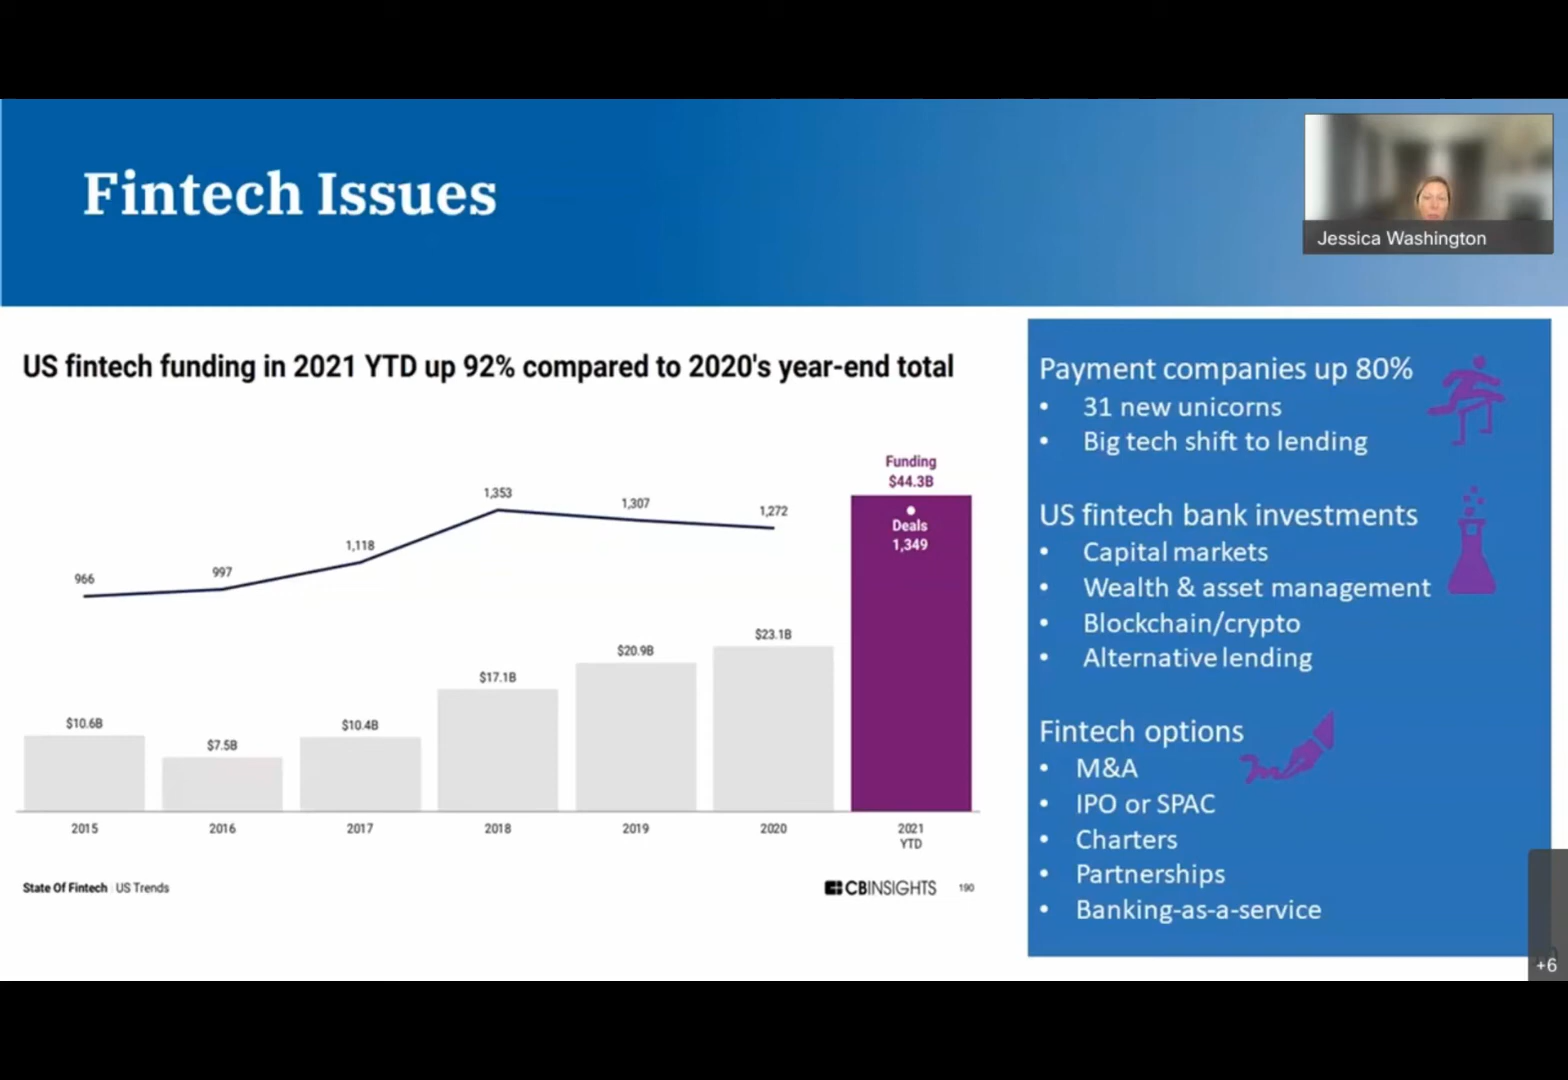 Fintech Issues
Jessica Washington
US fintech funding in 2021 YTD up 92% compared to 2020's year-end total
Funding
$44.3B
Deals
1,349
966
997
1,118
1,353
1,307
1,272
$10.6B
$7.5B
$10.4B
$17.1B
$20.9B
$23.1B
2015
2016
2017
2018
2019
2020
2021
YTD
State Of Fintech | US Trends
CBINSIGHTS
190
Payment companies up 80%
• 31 new unicorns
• Big tech shift to lending
US fintech bank investments
• Capital markets
• Wealth & asset management
• Blockchain/crypto
• Alternative lending
Fintech options
• M&A
• IPO or SPAC
• Charters
• Partnerships
• Banking-as-a-service
+6